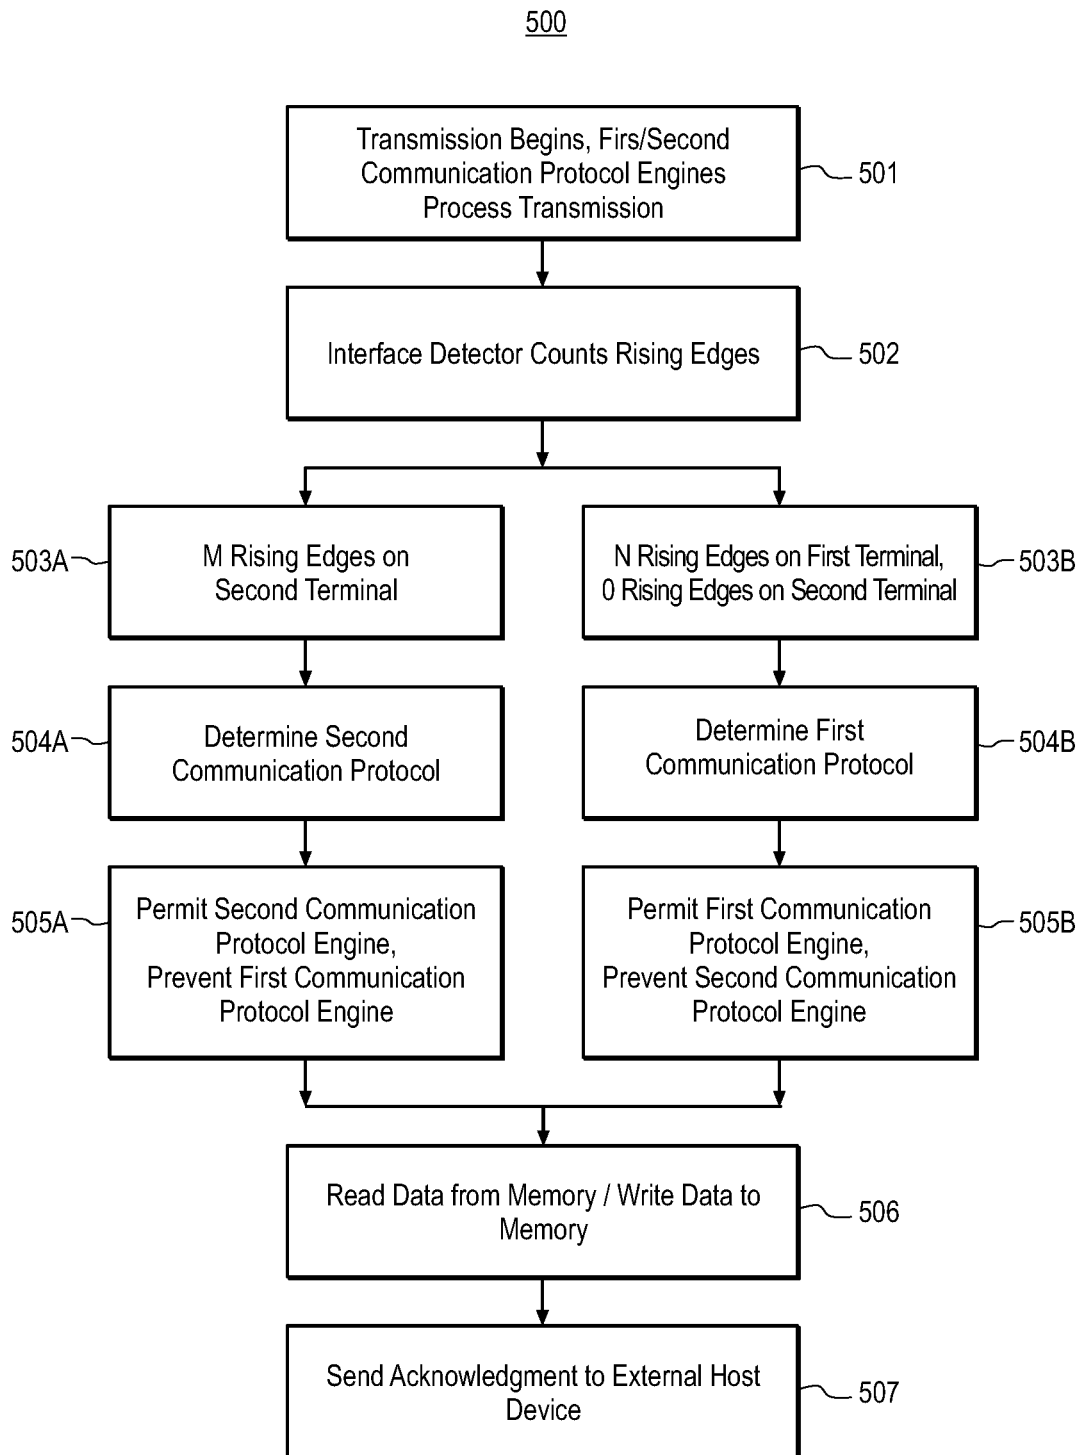 500
Transmission Begins, Firs/Second
Communication Protocol Engines
Process Transmission
501
Interface Detector Counts Rising Edges
502
503A
M Rising Edges on
Second Terminal
N Rising Edges on First Terminal,
0 Rising Edges on Second Terminal
503B
504A
Determine Second
Communication Protocol
Determine First
Communication Protocol
504B
505A
Permit Second Communication
Protocol Engine,
Prevent First Communication
Protocol Engine
Permit First Communication
Protocol Engine,
Prevent Second Communication
Protocol Engine
505B
Read Data from Memory / Write Data to
Memory
506
Send Acknowledgment to External Host
Device
507